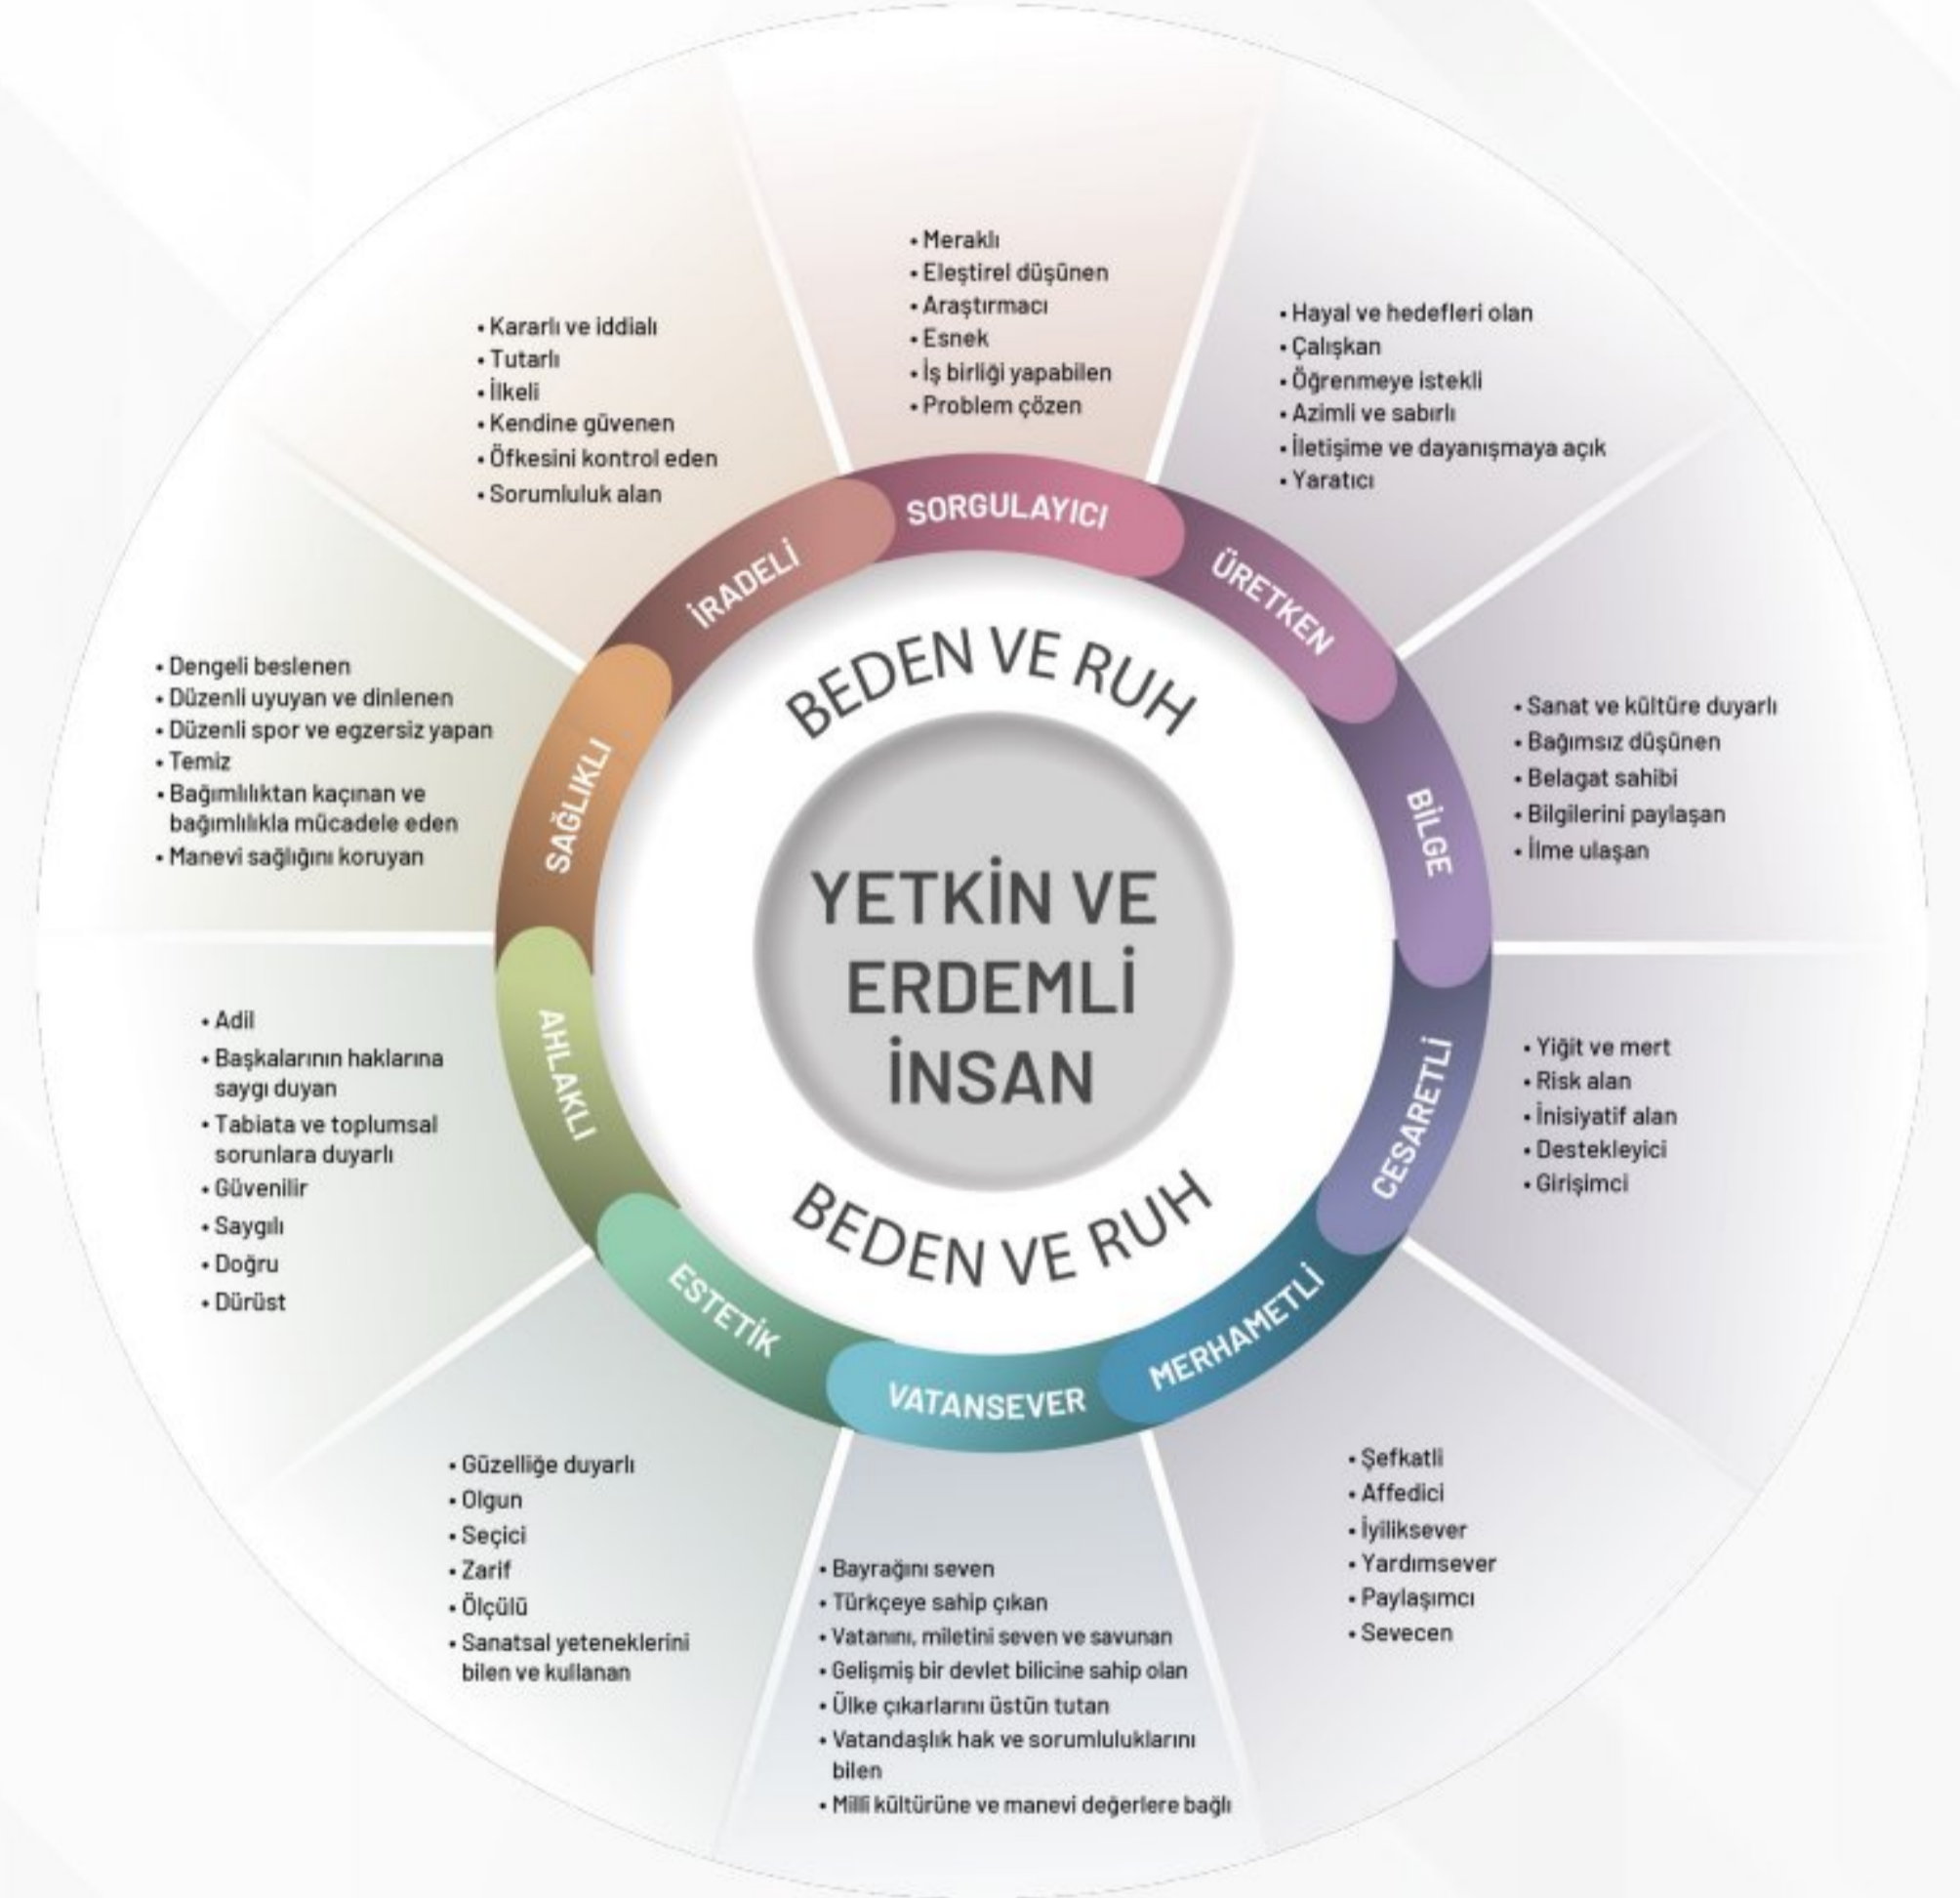 • Meraklı
• Eleştirel düşünen
• Araştırmacı
• Esnek
• İş birliği yapabilen
• Problem çözen
SORGULAYICI
• Hayal ve hedefleri olan
• Çalışkan
• Öğrenmeye istekli
• Azimli ve sabırlı
• İletişime ve dayanışmaya açık
• Yaratıcı
ÜRETKEN
• Sanat ve kültüre duyarlı
• Bağımsız düşünen
• Belagat sahibi
• Bilgilerini paylaşan
• İlme ulaşan
BİLGE
• Yiğit ve mert
• Risk alan
• İnisiyatif alan
• Destekleyici
• Girişimci
CESARETLİ
• Şefkatli
• Affedici
• İyiliksever
• Yardımsever
• Paylaşımcı
• Sevecen
MERHAMETLİ
• Bayrağını seven
• Türkçeye sahip çıkan
• Vatanını, miletini seven ve savunan
• Gelişmiş bir devlet bilicine sahip olan
• Ülke çıkarlarını üstün tutan
• Vatandaşlık hak ve sorumluluklarını
bilen
• Millî kültürüne ve manevi değerlere bağlı
VATANSEVER
• Güzelliğe duyarlı
• Olgun
• Seçici
• Zarif
• Ölçülü
• Sanatsal yeteneklerini
bilen ve kullanan
ESTETİK
• Adil
• Başkalarının haklarına
saygı duyan
• Tabiata ve toplumsal
sorunlara duyarlı
• Güvenilir
• Saygılı
• Doğru
• Dürüst
AHLAKLI
• Dengeli beslenen
• Düzenli uyuyan ve dinlenen
• Düzenli spor ve egzersiz yapan
• Temiz
• Bağımlılıktan kaçınan ve
bağımlılıkla mücadele eden
• Manevi sağlığını koruyan
SAĞLIKLI
• Kararlı ve iddialı
• Tutarlı
• İlkeli
• Kendine güvenen
• Öfkesini kontrol eden
• Sorumluluk alan
İRADELİ
BEDEN VE RUH
YETKİN VE
ERDEMLİ
İNSAN
BEDEN VE RUH